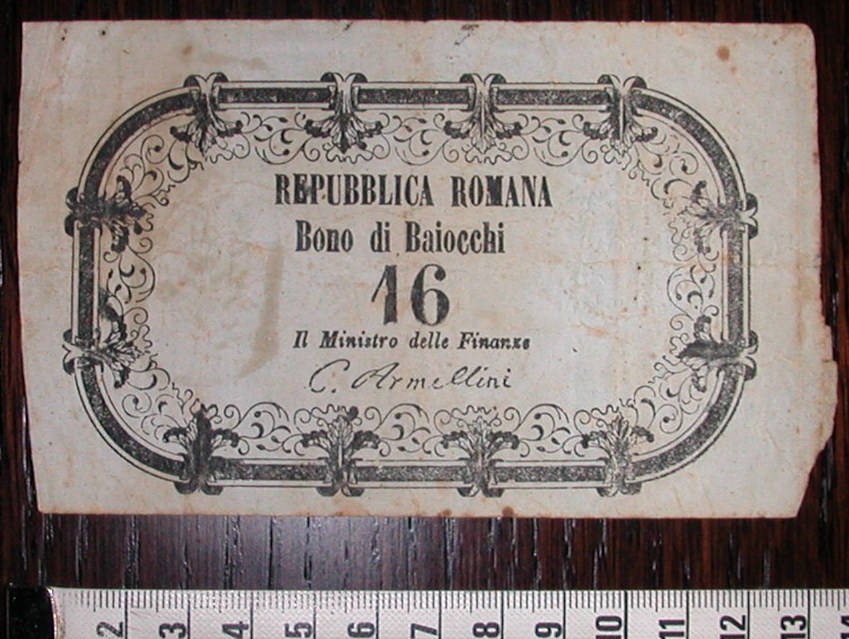 REPUBBLICA ROMANA
Bono di Baiocchi
16
Il Ministro delle Finanze
C. Armellini
2 3 4 5 6 7 8 9 10 11 12 13 14